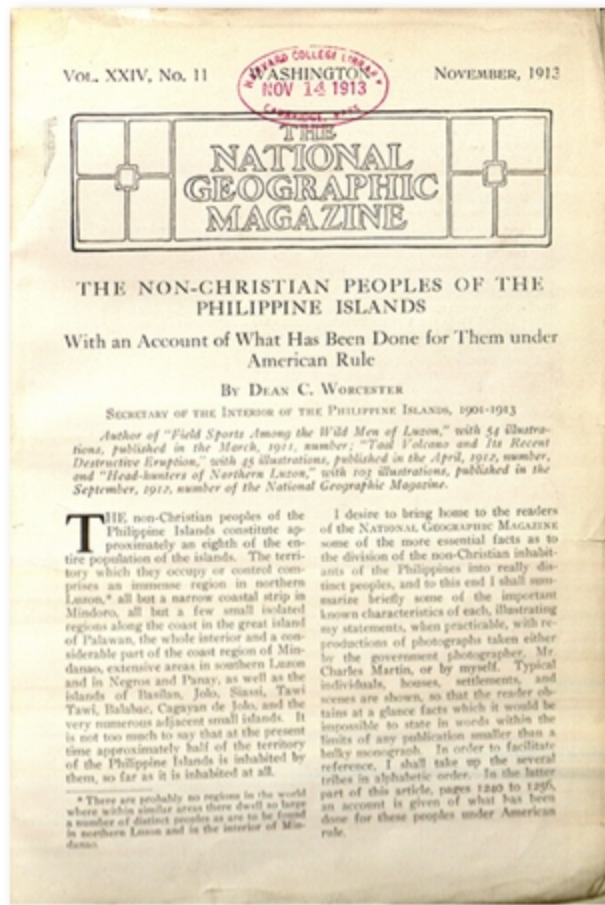 VOL. XXIV, No. 11 WASHINGTON NOVEMBER, 1913
HARVARD COLLEGE LIBRARY
NOV 14 1913
CAMBRIDGE, MASS
THE
NATIONAL
GEOGRAPHIC
MAGAZINE
THE NON-CHRISTIAN PEOPLES OF THE
PHILIPPINE ISLANDS
With an Account of What Has Been Done for Them under
American Rule
BY DEAN C. WORCESTER
SECRETARY OF THE INTERIOR OF THE PHILIPPINE ISLANDS, 1901-1913
Author of "Field Sports Among the Wild Men of Luzon," with 54 illustra-
tions, published in the March, 1911, number; "Taal Volcano and Its Recent
Destructive Eruption," with 45 illustrations, published in the April, 1912, number,
and "Head-hunters of Northern Luzon," with 103 illustrations, published in the
September, 1912, number of the National Geographic Magazine.
THE non-Christian peoples of the
Philippine Islands constitute ap-
proximately an eighth of the en-
tire population of the islands. The terri-
tory which they occupy or control com-
prises an immense region in northern
Luzon,* all but a narrow coastal strip in
Mindoro, all but a few small isolated
regions along the coast in the great island
of Palawan, the whole interior and a con-
siderable part of the coast region of Min-
danao, extensive areas in southern Luzon
and in Negros and Panay, as well as the
islands of Basilan, Jolo, Siassi, Tawi
Tawi, Balabac, Cagayan de Jolo, and the
very numerous adjacent small islands. It
is not too much to say that at the present
time approximately half of the territory
of the Philippine Islands is inhabited by
them, so far as it is inhabited at all.
* There are probably no regions in the world
where within similar areas there dwell so large
a number of distinct peoples as are to be found
in northern Luzon and in the interior of Min-
danao.
I desire to bring home to the readers
of the NATIONAL GEOGRAPHIC MAGAZINE
some of the more essential facts as to
the division of the non-Christian inhabit-
ants of the Philippines into really dis-
tinct peoples, and to this end I shall sum-
marize briefly some of the important
known characteristics of each, illustrating
my statements, when practicable, with re-
productions of photographs taken either
by the government photographer, Mr.
Charles Martin, or by myself. Typical
individuals, houses, settlements, and
scenes are shown, so that the reader ob-
tains at a glance facts which it would be
impossible to state in words within the
limits of any publication smaller than a
bulky monograph. In order to facilitate
reference, I shall take up the several
tribes in alphabetic order. In the latter
part of this article, pages 1240 to 1256,
an account is given of what has been
done for these peoples under American
rule.